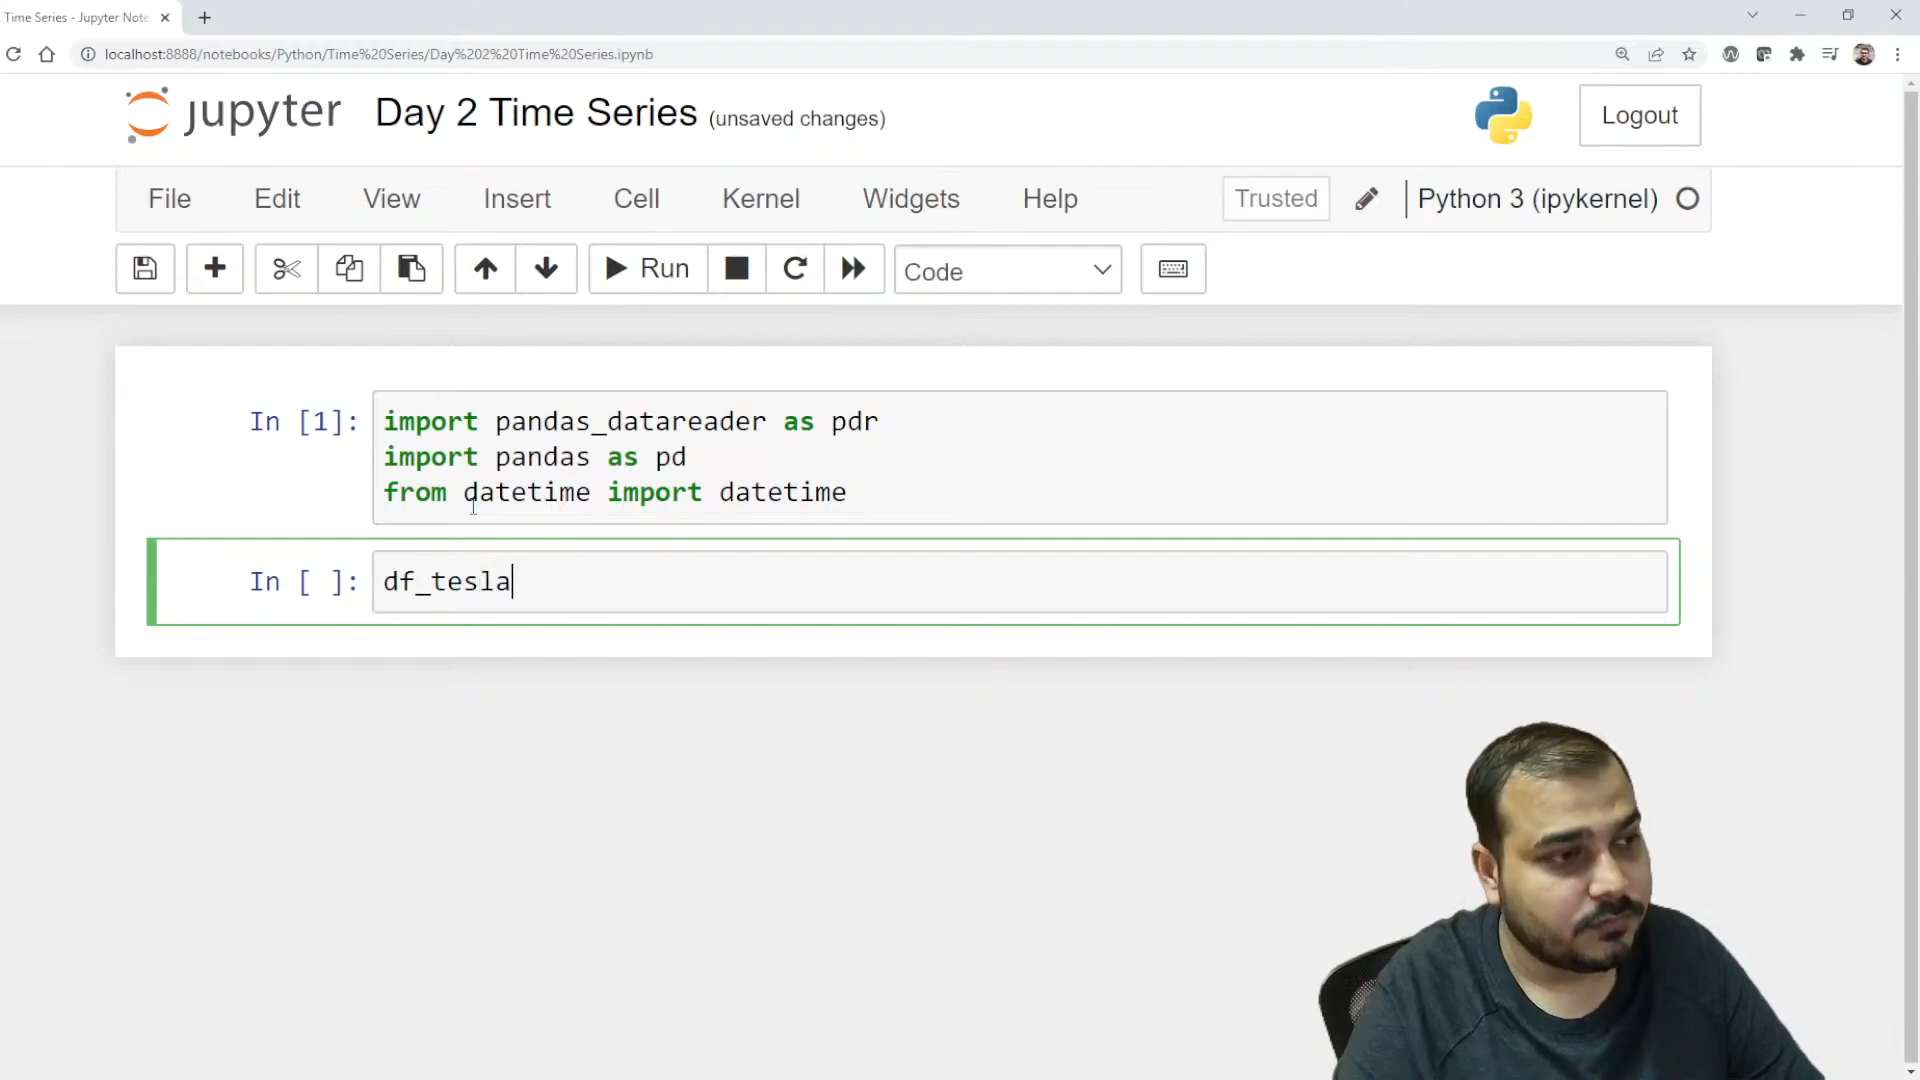 Time Series - Jupyter Note
localhost:8888/notebooks/Python/Time%20Series/Day%202%20Time%20Series.ipynb
jupyter Day 2 Time Series (unsaved changes)
Logout
File Edit View Insert Cell Kernel Widgets Help Trusted Python 3 (ipykernel)
Run Code
In [1]: import pandas_datareader as pdr
import pandas as pd
from datetime import datetime
In [ ]: df_tesla